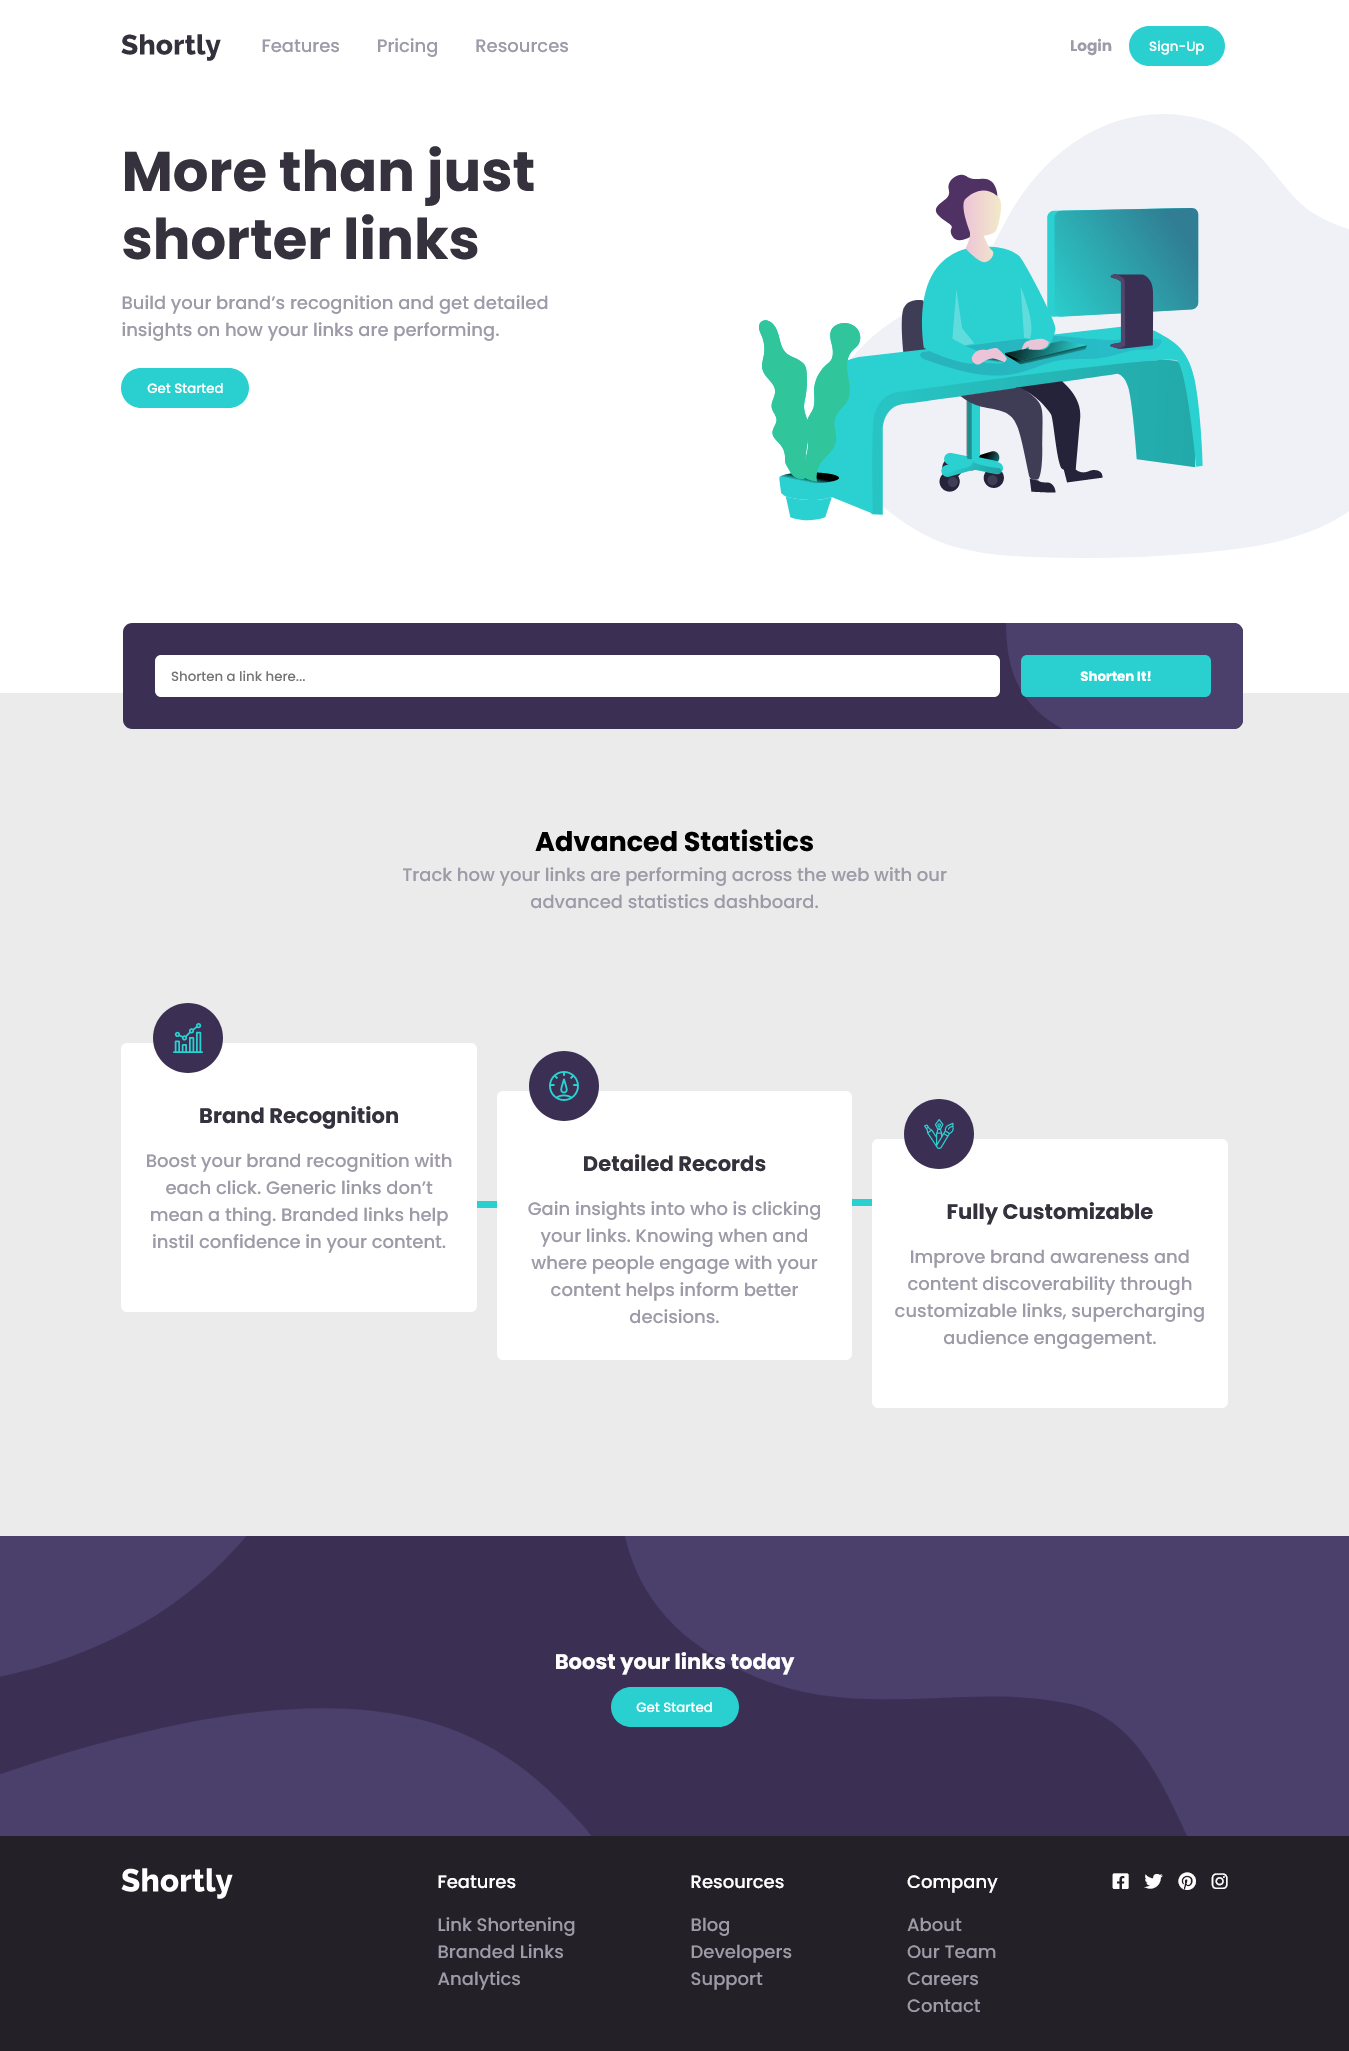 Shortly
Features
Pricing
Resources
Login
Sign-Up
More than just
shorter links
Build your brand’s recognition and get detailed
insights on how your links are performing.
Get Started
Shorten a link here...
Shorten It!
Advanced Statistics
Track how your links are performing across the web with our
advanced statistics dashboard.
Brand Recognition
Boost your brand recognition with
each click. Generic links don’t
mean a thing. Branded links help
instil confidence in your content.
Detailed Records
Gain insights into who is clicking
your links. Knowing when and
where people engage with your
content helps inform better
decisions.
Fully Customizable
Improve brand awareness and
content discoverability through
customizable links, supercharging
audience engagement.
Boost your links today
Get Started
Shortly
Features
Link Shortening
Branded Links
Analytics
Resources
Blog
Developers
Support
Company
About
Our Team
Careers
Contact